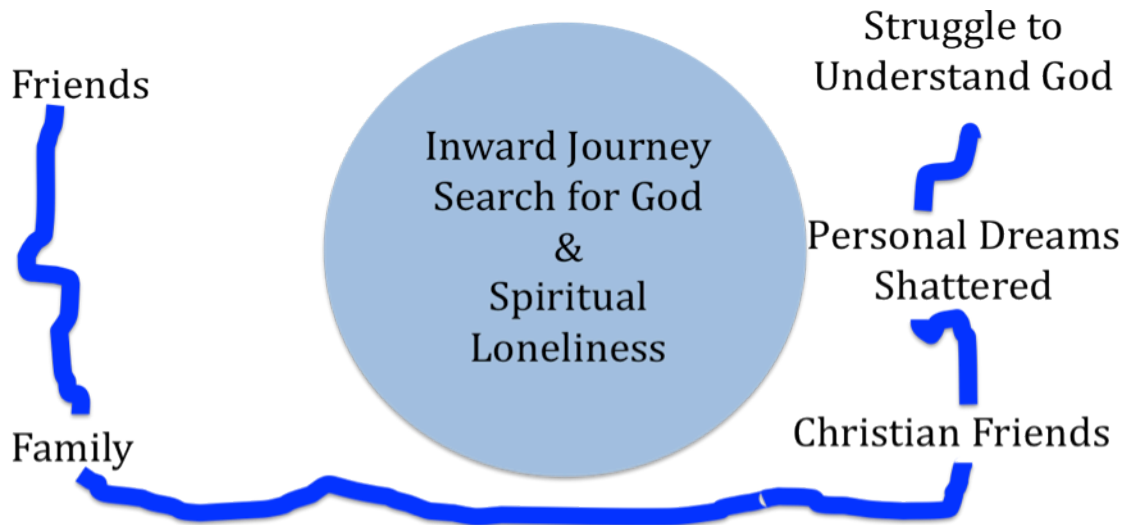 Friends
Family
Inward Journey
Search for God
&
Spiritual
Loneliness
Struggle to
Understand God
Personal Dreams
Shattered
Christian Friends